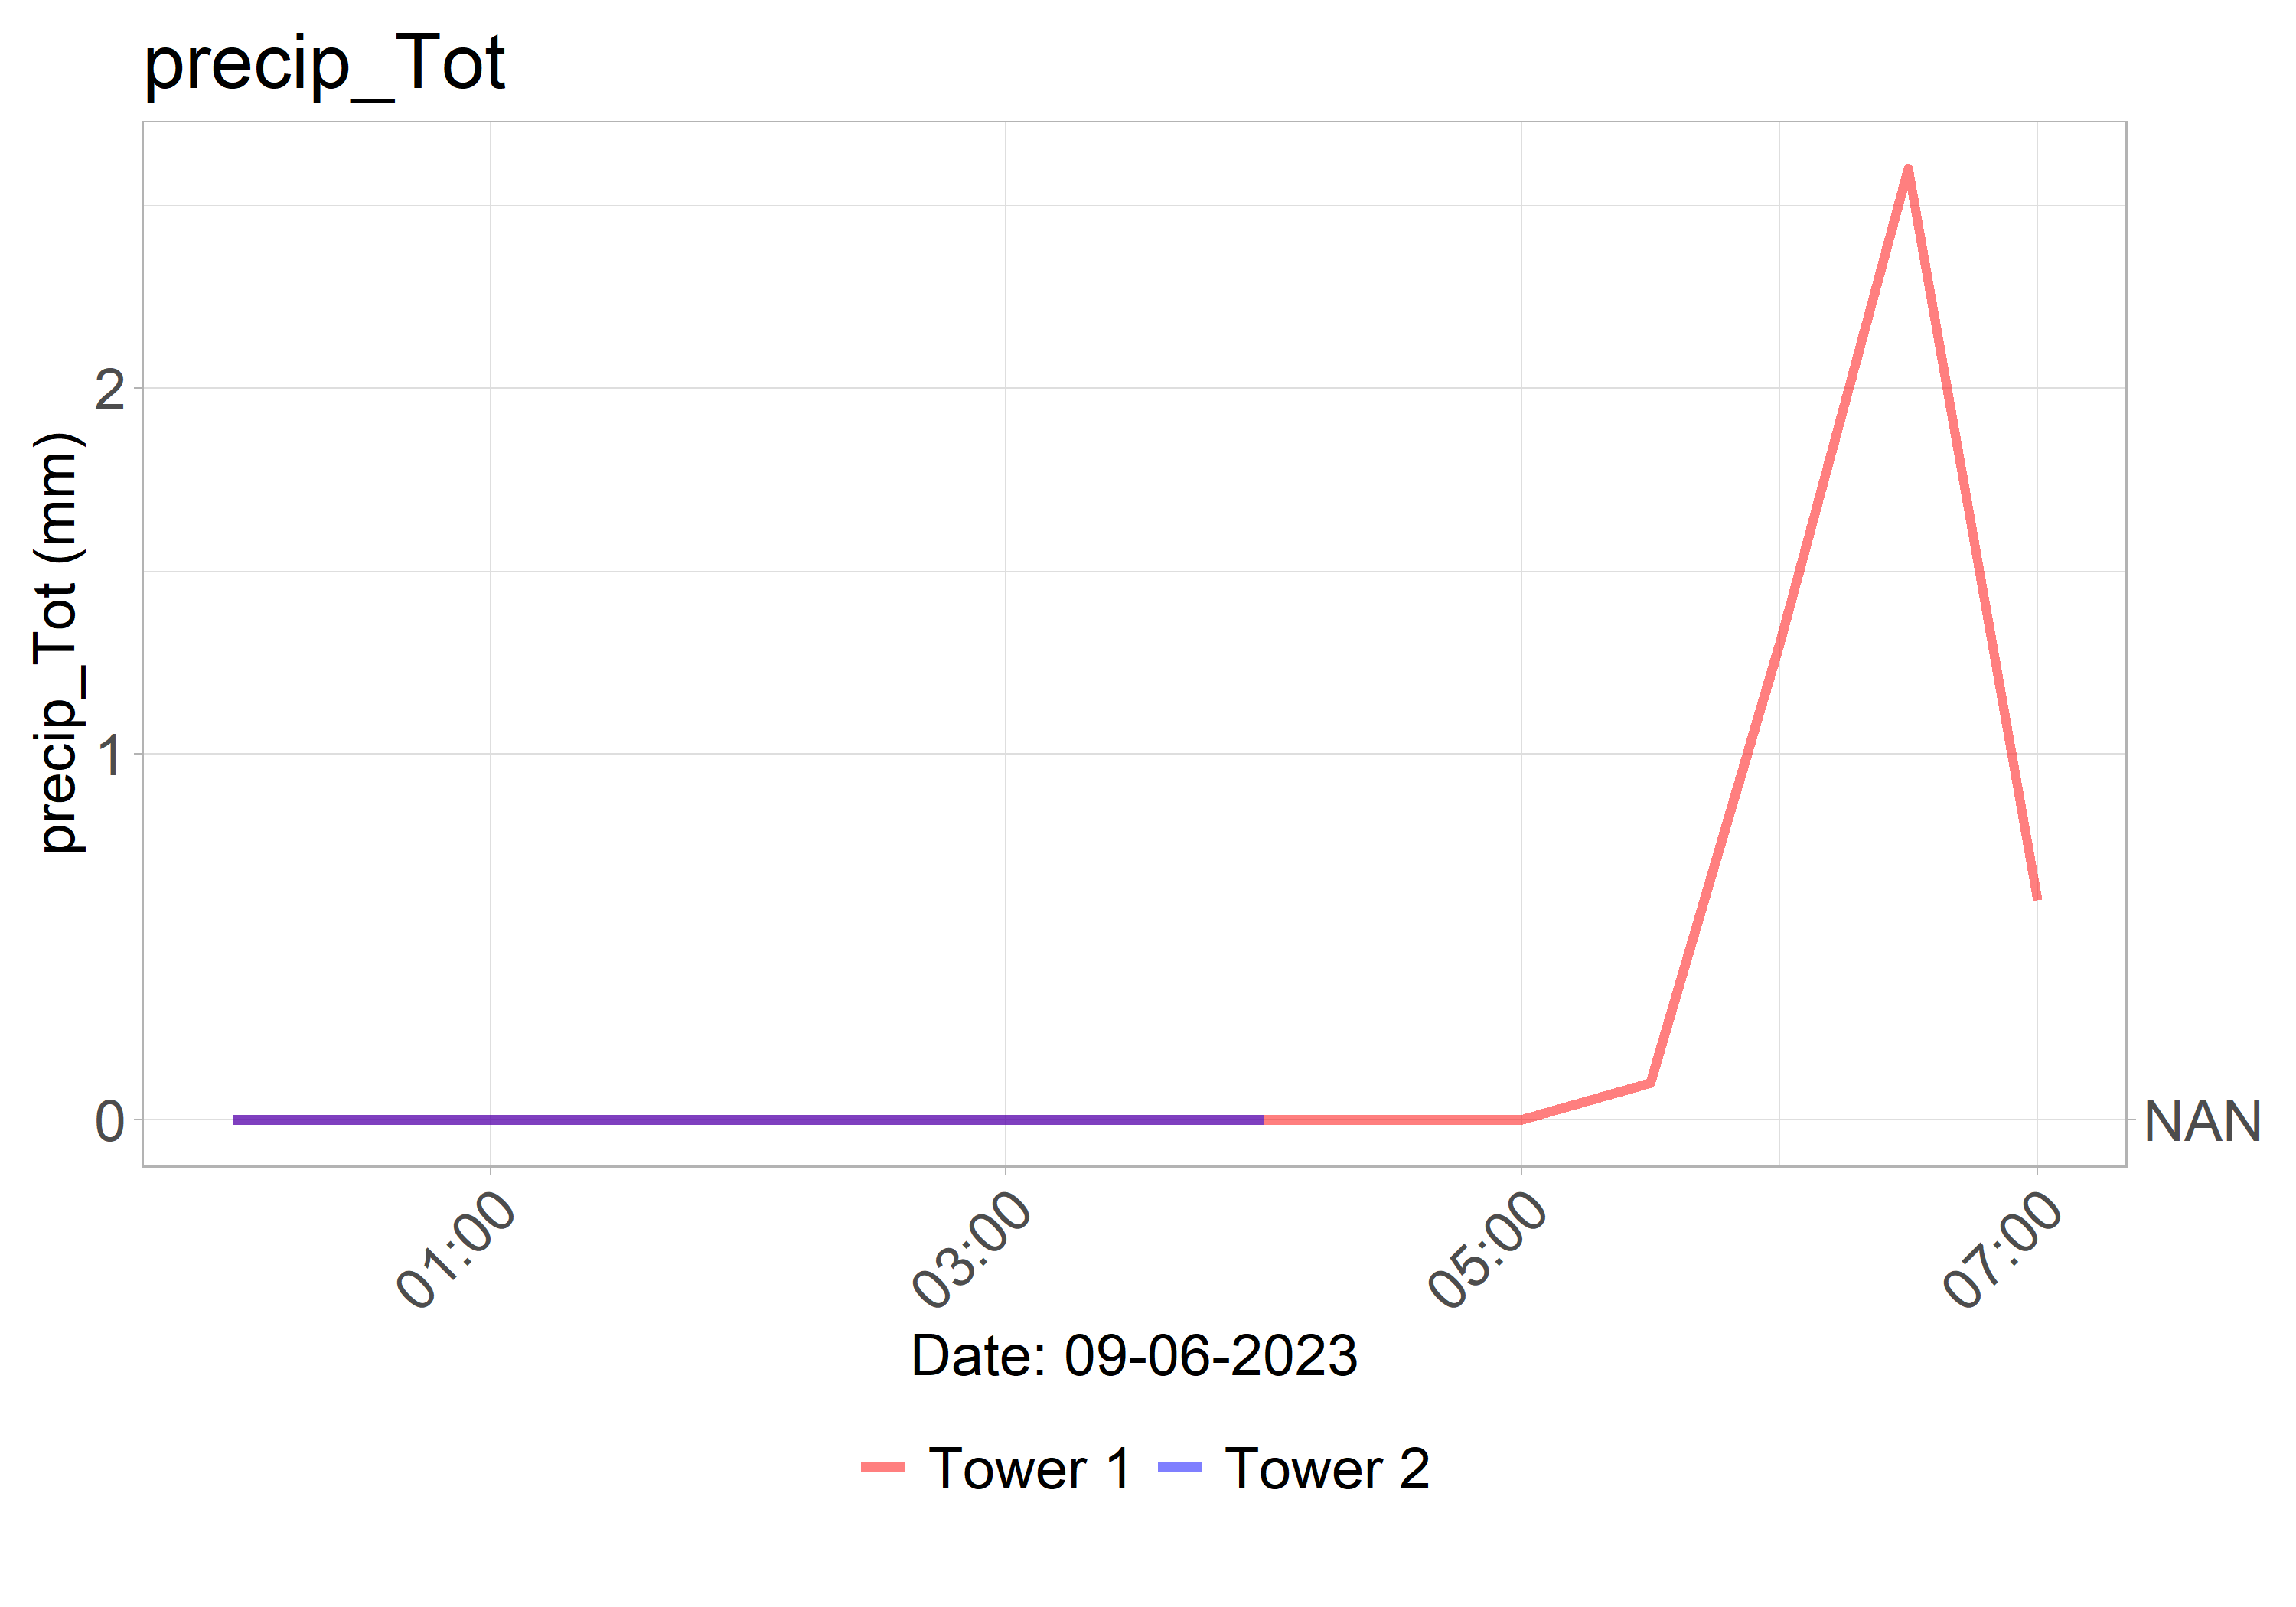 precip_Tot
precip_Tot (mm)
2
1
0
NAN
01:00
03:00
05:00
07:00
Date: 09-06-2023
Tower 1
Tower 2